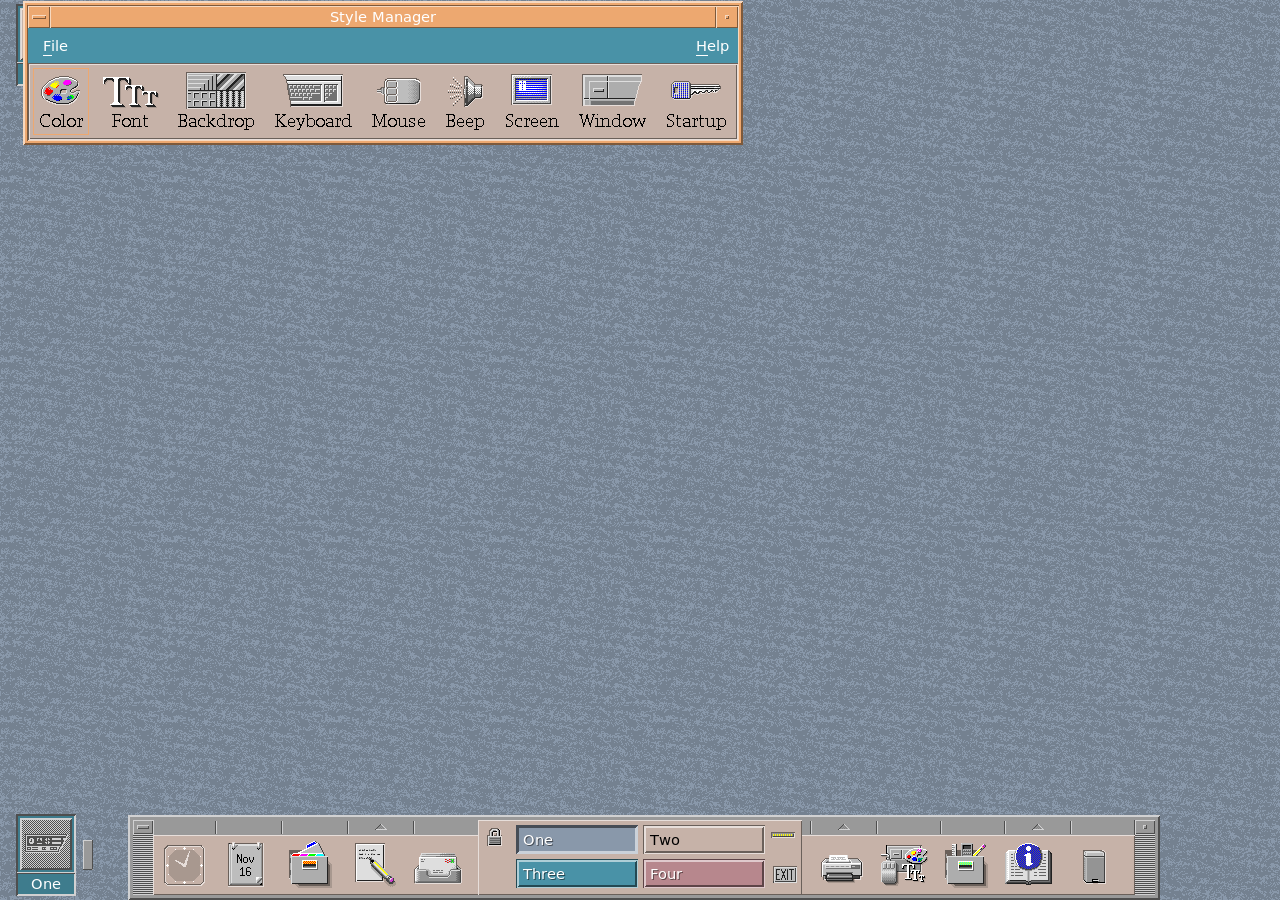 Style Manager
File Help
Color Font Backdrop Keyboard Mouse Beep Screen Window Startup
One Two
Nov
16
Three Four EXIT
One